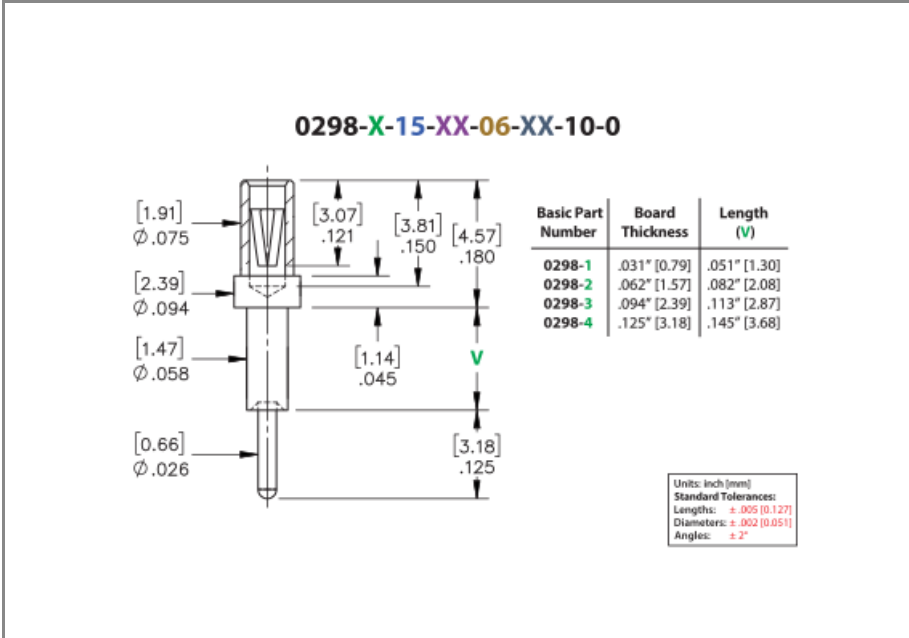 0298-X-15-XX-06-XX-10-0
[1.91]
Ø.075
[3.07]
.121
[3.81]
.150
[4.57]
.180
[2.39]
Ø.094
[1.47]
Ø.058
[1.14]
.045
V
[0.66]
Ø.026
[3.18]
.125
Basic Part Number Board Thickness Length (V)
0298-1 .031" [0.79] .051" [1.30]
0298-2 .062" [1.57] .082" [2.08]
0298-3 .094" [2.39] .113" [2.87]
0298-4 .125" [3.18] .145" [3.68]
Units: inch [mm]
Standard Tolerances:
Lengths: ± .005 [0.127]
Diameters: ± .002 [0.051]
Angles: ± 2°